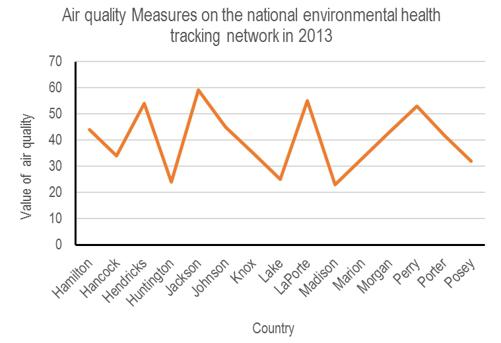 Air quality Measures on the national environmental health
tracking network in 2013
70
60
50
40
30
20
10
0
Value of air quality
Hamilton
Hancock
Hendricks
Huntington
Jackson
Johnson
Knox
Lake
LaPorte
Madison
Marion
Morgan
Perry
Porter
Posey
Country